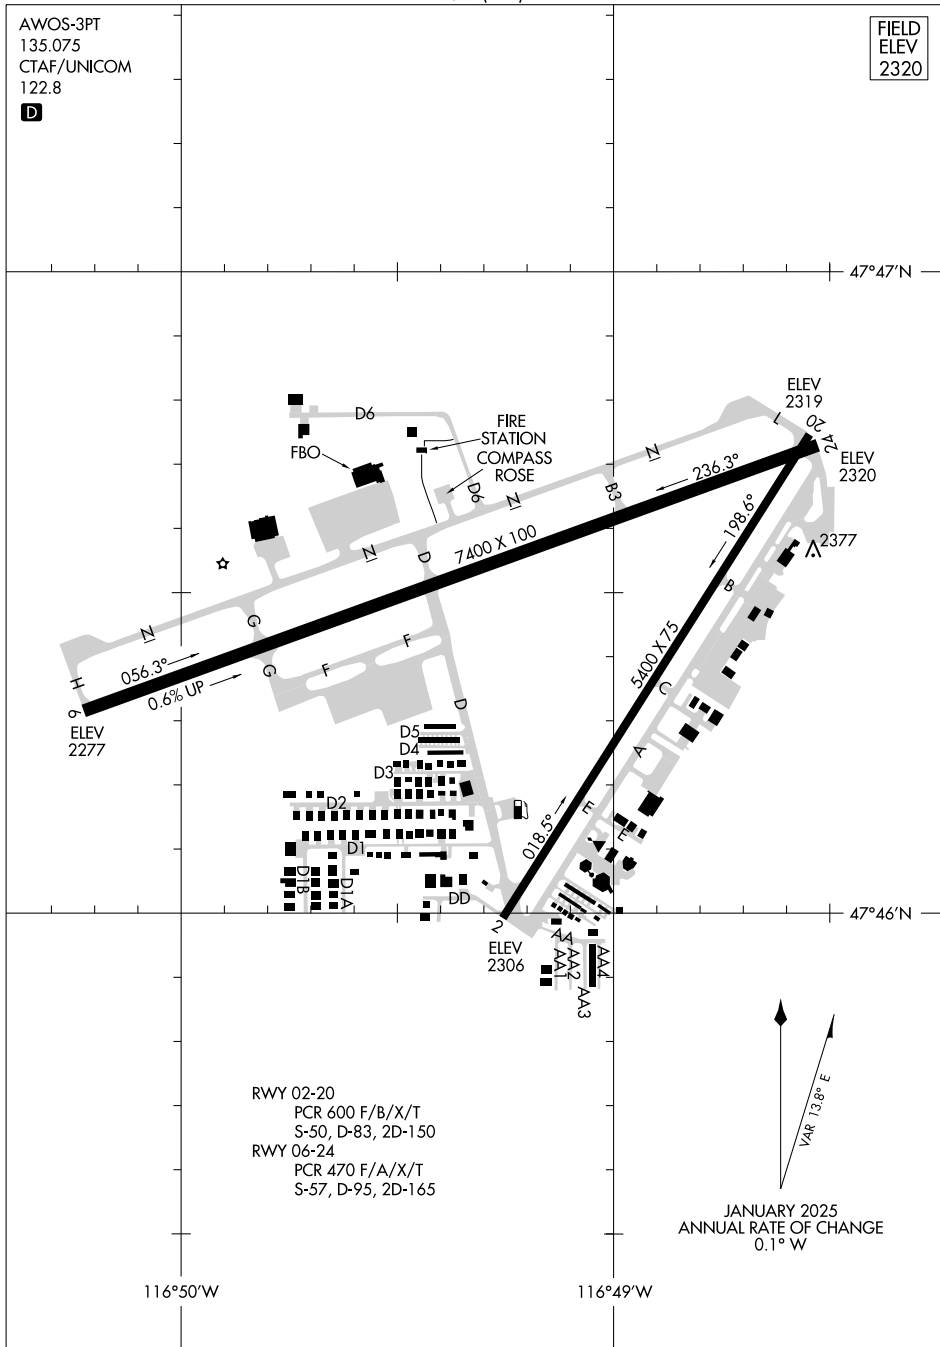 AWOS-3PT
135.075
CTAF/UNICOM
122.8
D
FIELD
ELEV
2320
47°47'N
ELEV
2319
20
24
ELEV
2320
L
D6
FIRE
STATION
COMPASS
ROSE
FBO
D6
N
N
236.3°
B3
198.6°
2377
7400 X 100
N
D
B
G
F
F
G
N
056.3°
0.6% UP
5400 X 75
C
H
6
ELEV
2277
D
D5
D4
D3
A
D2
E
018.5°
E
D1
D1B
D1A
DD
2
ELEV
2306
47°46'N
A
A
AA1
AA2
AA3
AA4
RWY 02-20
PCR 600 F/B/X/T
S-50, D-83, 2D-150
RWY 06-24
PCR 470 F/A/X/T
S-57, D-95, 2D-165
VAR 13.8° E
JANUARY 2025
ANNUAL RATE OF CHANGE
0.1° W
116°50'W
116°49'W